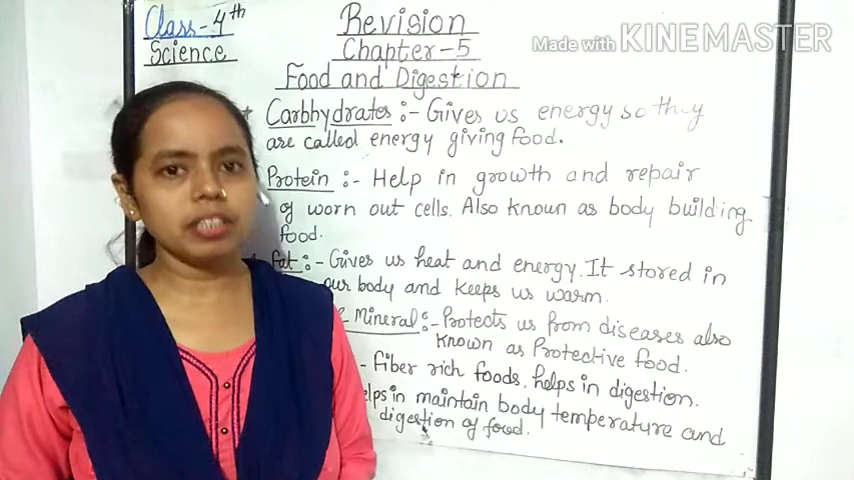 Class-4th
Science
Revision
Chapter-5
Food and Digestion
Made with KINEMASTER
Carbhydrates :- Gives us energy so they
are called energy giving food.
Protein :- Help in growth and repair
of worn out cells. Also known as body building
food.
fat :- Gives us heat and energy. It stored in
our body and keeps us warm.
Mineral :- Protects us from diseases also
known as Protective food.
- Fiber rich foods, helps in digestion.
helps in maintain body temperature and
digestion of food.